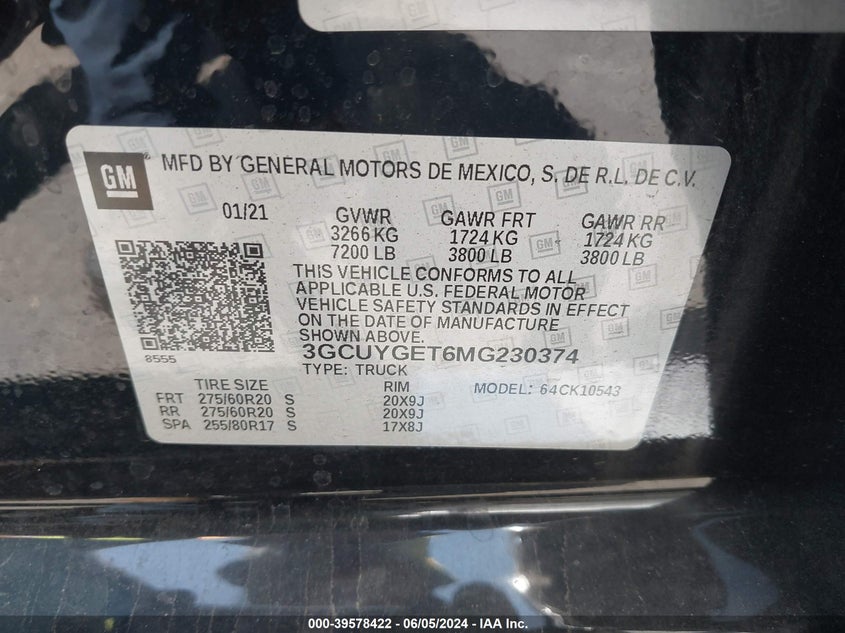 GM MFD BY GENERAL MOTORS DE MEXICO, S. DE R.L. DE C.V.
01/21 GVWR GAWR FRT GAWR RR
3266 KG 1724 KG 1724 KG
7200 LB 3800 LB 3800 LB
THIS VEHICLE CONFORMS TO ALL
APPLICABLE U.S. FEDERAL MOTOR
VEHICLE SAFETY STANDARDS IN EFFECT
ON THE DATE OF MANUFACTURE
SHOWN ABOVE.
8555 3GCUYGET6MG230374
TYPE: TRUCK
TIRE SIZE RIM MODEL: 64CK10543
FRT 275/60R20 S 20X9J
RR 275/60R20 S 20X9J
SPA 255/80R17 S 17X8J
000-39578422 - 06/05/2024 - IAA Inc.